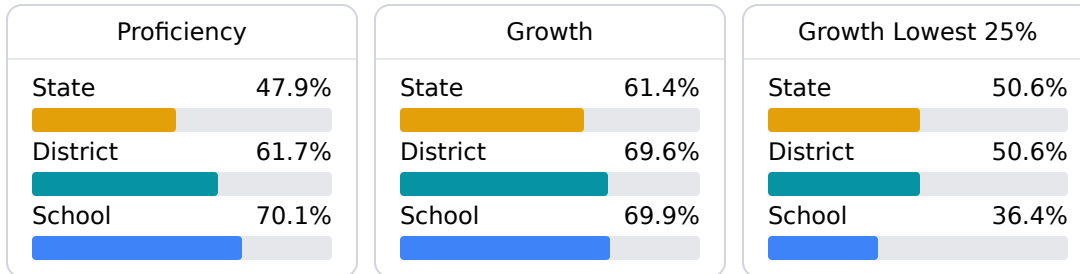 Proficiency
State 47.9%
District 61.7%
School 70.1%
Growth
State 61.4%
District 69.6%
School 69.9%
Growth Lowest 25%
State 50.6%
District 50.6%
School 36.4%